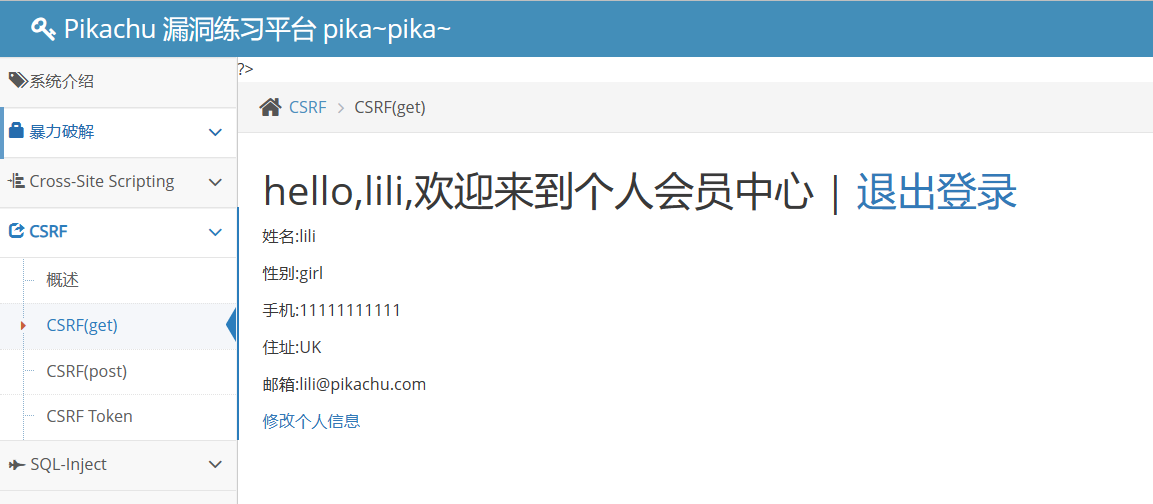 Pikachu 漏洞练习平台 pika~pika~
系统介绍
暴力破解
Cross-Site Scripting
CSRF
概述
CSRF(get)
CSRF(post)
CSRF Token
SQL-Inject
?>
CSRF > CSRF(get)
hello,lili,欢迎来到个人会员中心 | 退出登录
姓名:lili
性别:girl
手机:11111111111
住址:UK
邮箱:lili@pikachu.com
修改个人信息